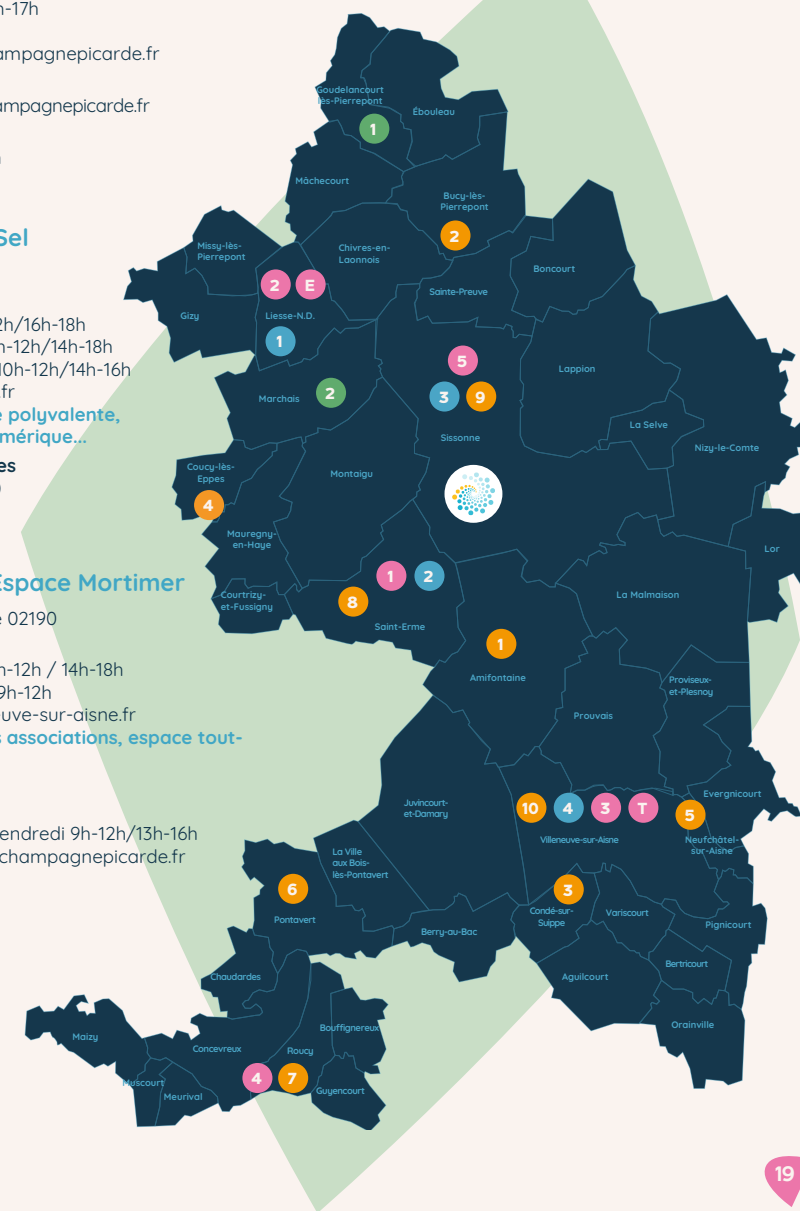 h-17h
ampagnepicarde.fr
ampagnepicarde.fr
Sel
2h/16h-18h
h-12h/14h-18h
10h-12h/14h-16h
.fr
e polyvalente,
mérique...
es
)
Espace Mortimer
e 02190
h-12h / 14h-18h
9h-12h
euve-sur-aisne.fr
s associations, espace tout-
endredi 9h-12h/13h-16h
champagnepicarde.fr
Goudelancourt
lès-Pierrepont
Ébouleau
1
Mâchecourt
Bucy-lès-
Pierrepont
2
Missy-lès-
Pierrepont
Chivres-en-
Laonnois
Boncourt
2 E
Sainte-Preuve
Gizy
Liesse-N.D.
1
5
Lappion
Marchais
2
3 9
La Selve
Sissonne
Nizy-le-Comte
Coucy-lès-
Eppes
Montaigu
4
Mauregny-
en-Haye
Lor
1 2
La Malmaison
Courtrizy-
et-Fussigny
8
Saint-Erme
1
Amifontaine
Proviseux-
et-Plesnoy
Prouvais
Evergnicourt
Juvincourt-
et-Damary
10 4 3 T
5
Villeneuve-sur-Aisne
Neufchâtel-
sur-Aisne
La Ville
aux Bois-
lès-Pontavert
6
3
Pontavert
Condé-sur-
Suippe
Variscourt
Berry-au-Bac
Pignicourt
Bertricourt
Chaudardes
Aguilcourt
Orainville
Bouffignereux
Maizy
Concevreux
Roucy
4 7
Muscourt
Meurival
Guyencourt
19